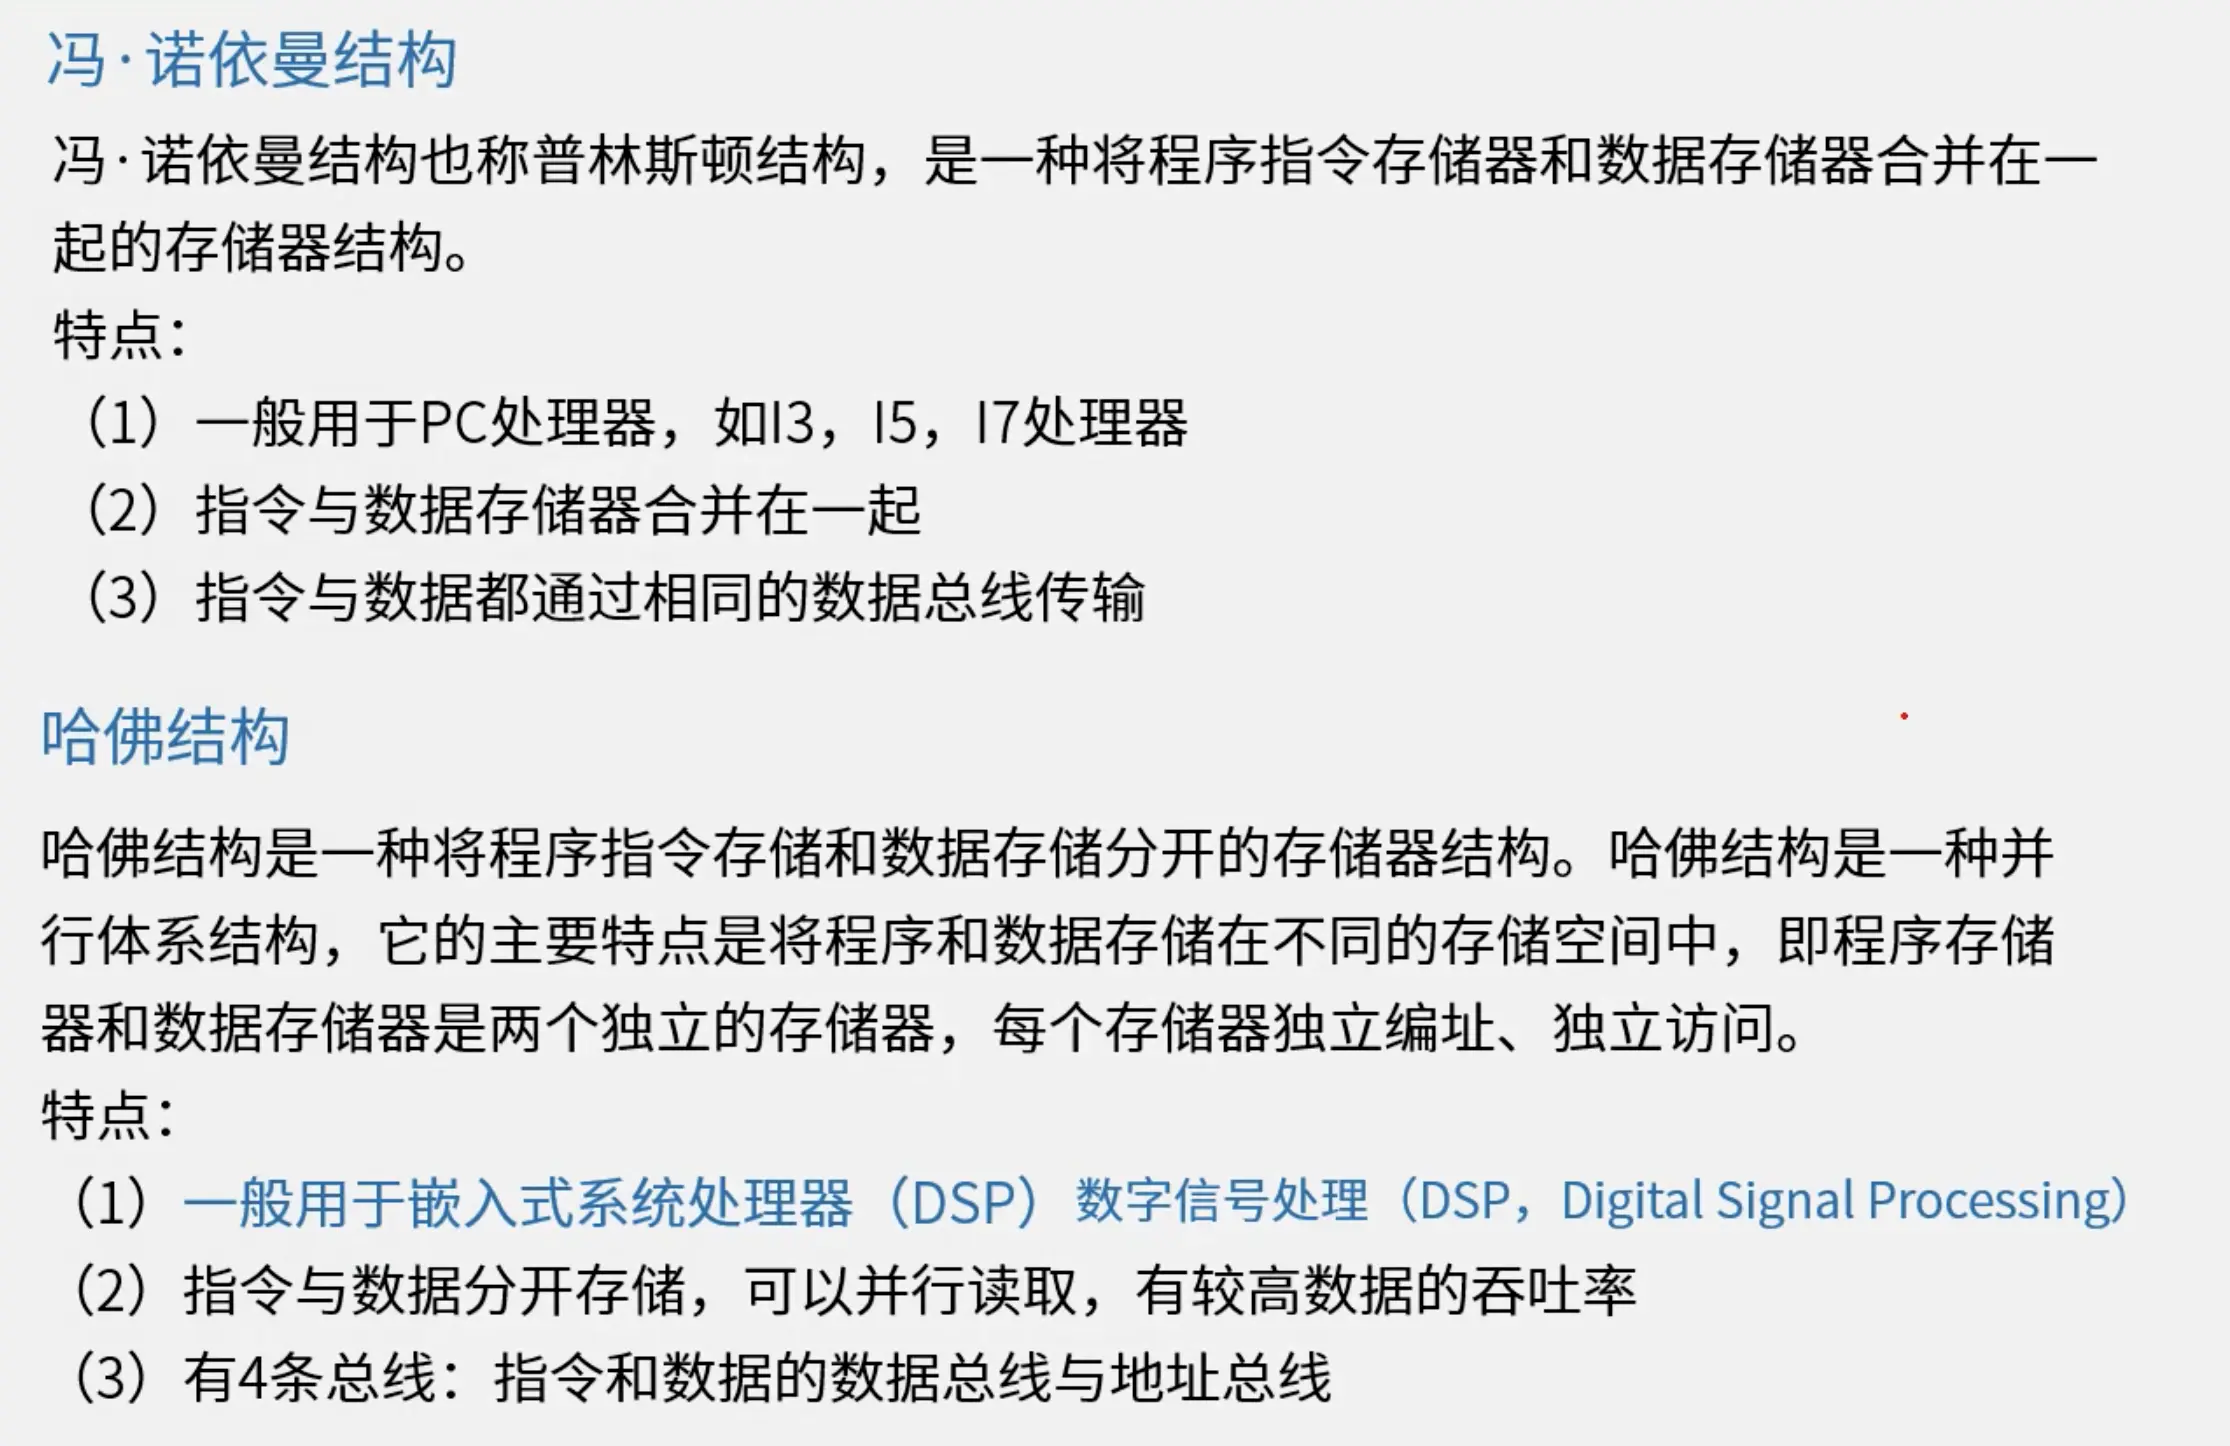 冯·诺依曼结构
冯·诺依曼结构也称普林斯顿结构，是一种将程序指令存储器和数据存储器合并在一
起的存储器结构。
特点：
（1）一般用于PC处理器，如I3，I5，I7处理器
（2）指令与数据存储器合并在一起
（3）指令与数据都通过相同的数据总线传输
哈佛结构
哈佛结构是一种将程序指令存储和数据存储分开的存储器结构。哈佛结构是一种并
行体系结构，它的主要特点是将程序和数据存储在不同的存储空间中，即程序存储
器和数据存储器是两个独立的存储器，每个存储器独立编址、独立访问。
特点：
（1）一般用于嵌入式系统处理器（DSP）数字信号处理（DSP，Digital Signal Processing）
（2）指令与数据分开存储，可以并行读取，有较高数据的吞吐率
（3）有4条总线：指令和数据的数据总线与地址总线